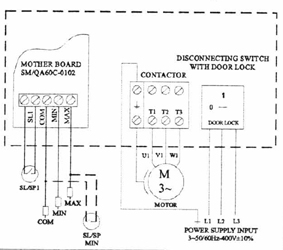 MOTHER BOARD
SM/QA60C-0102
DISCONNECTING SWITCH
WITH DOOR LOCK
CONTACTOR
SL1
COM
MIN
MAX
T1 T2 T3
1
0
DOOR LOCK
U1 V1 W1
M
3~
MOTOR
SL/SP1
COM
MIN
MAX
SL/SP
MIN
L1 L2 L3
POWER SUPPLY INPUT
3~50/60Hz-400V±10%